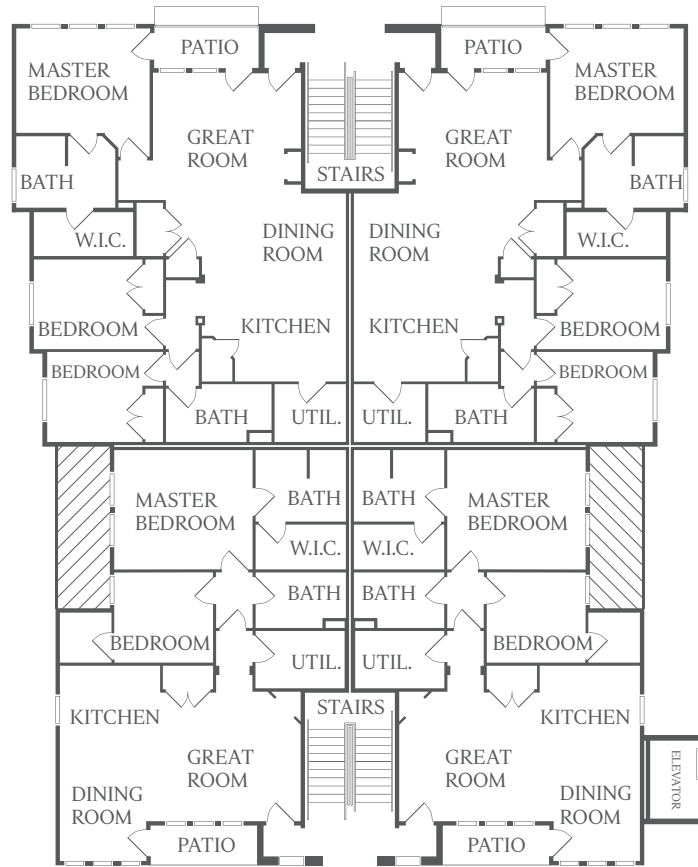 PATIO
PATIO
MASTER
BEDROOM
MASTER
BEDROOM
GREAT
ROOM
GREAT
ROOM
STAIRS
BATH
BATH
W.I.C.
DINING
ROOM
DINING
ROOM
W.I.C.
BEDROOM
KITCHEN
KITCHEN
BEDROOM
BEDROOM
BEDROOM
BATH
UTIL.
UTIL.
BATH
MASTER
BEDROOM
BATH
BATH
MASTER
BEDROOM
W.I.C.
W.I.C.
BATH
BATH
BEDROOM
BEDROOM
UTIL.
UTIL.
KITCHEN
STAIRS
KITCHEN
GREAT
ROOM
GREAT
ROOM
ELEVATOR
DINING
ROOM
DINING
ROOM
PATIO
PATIO